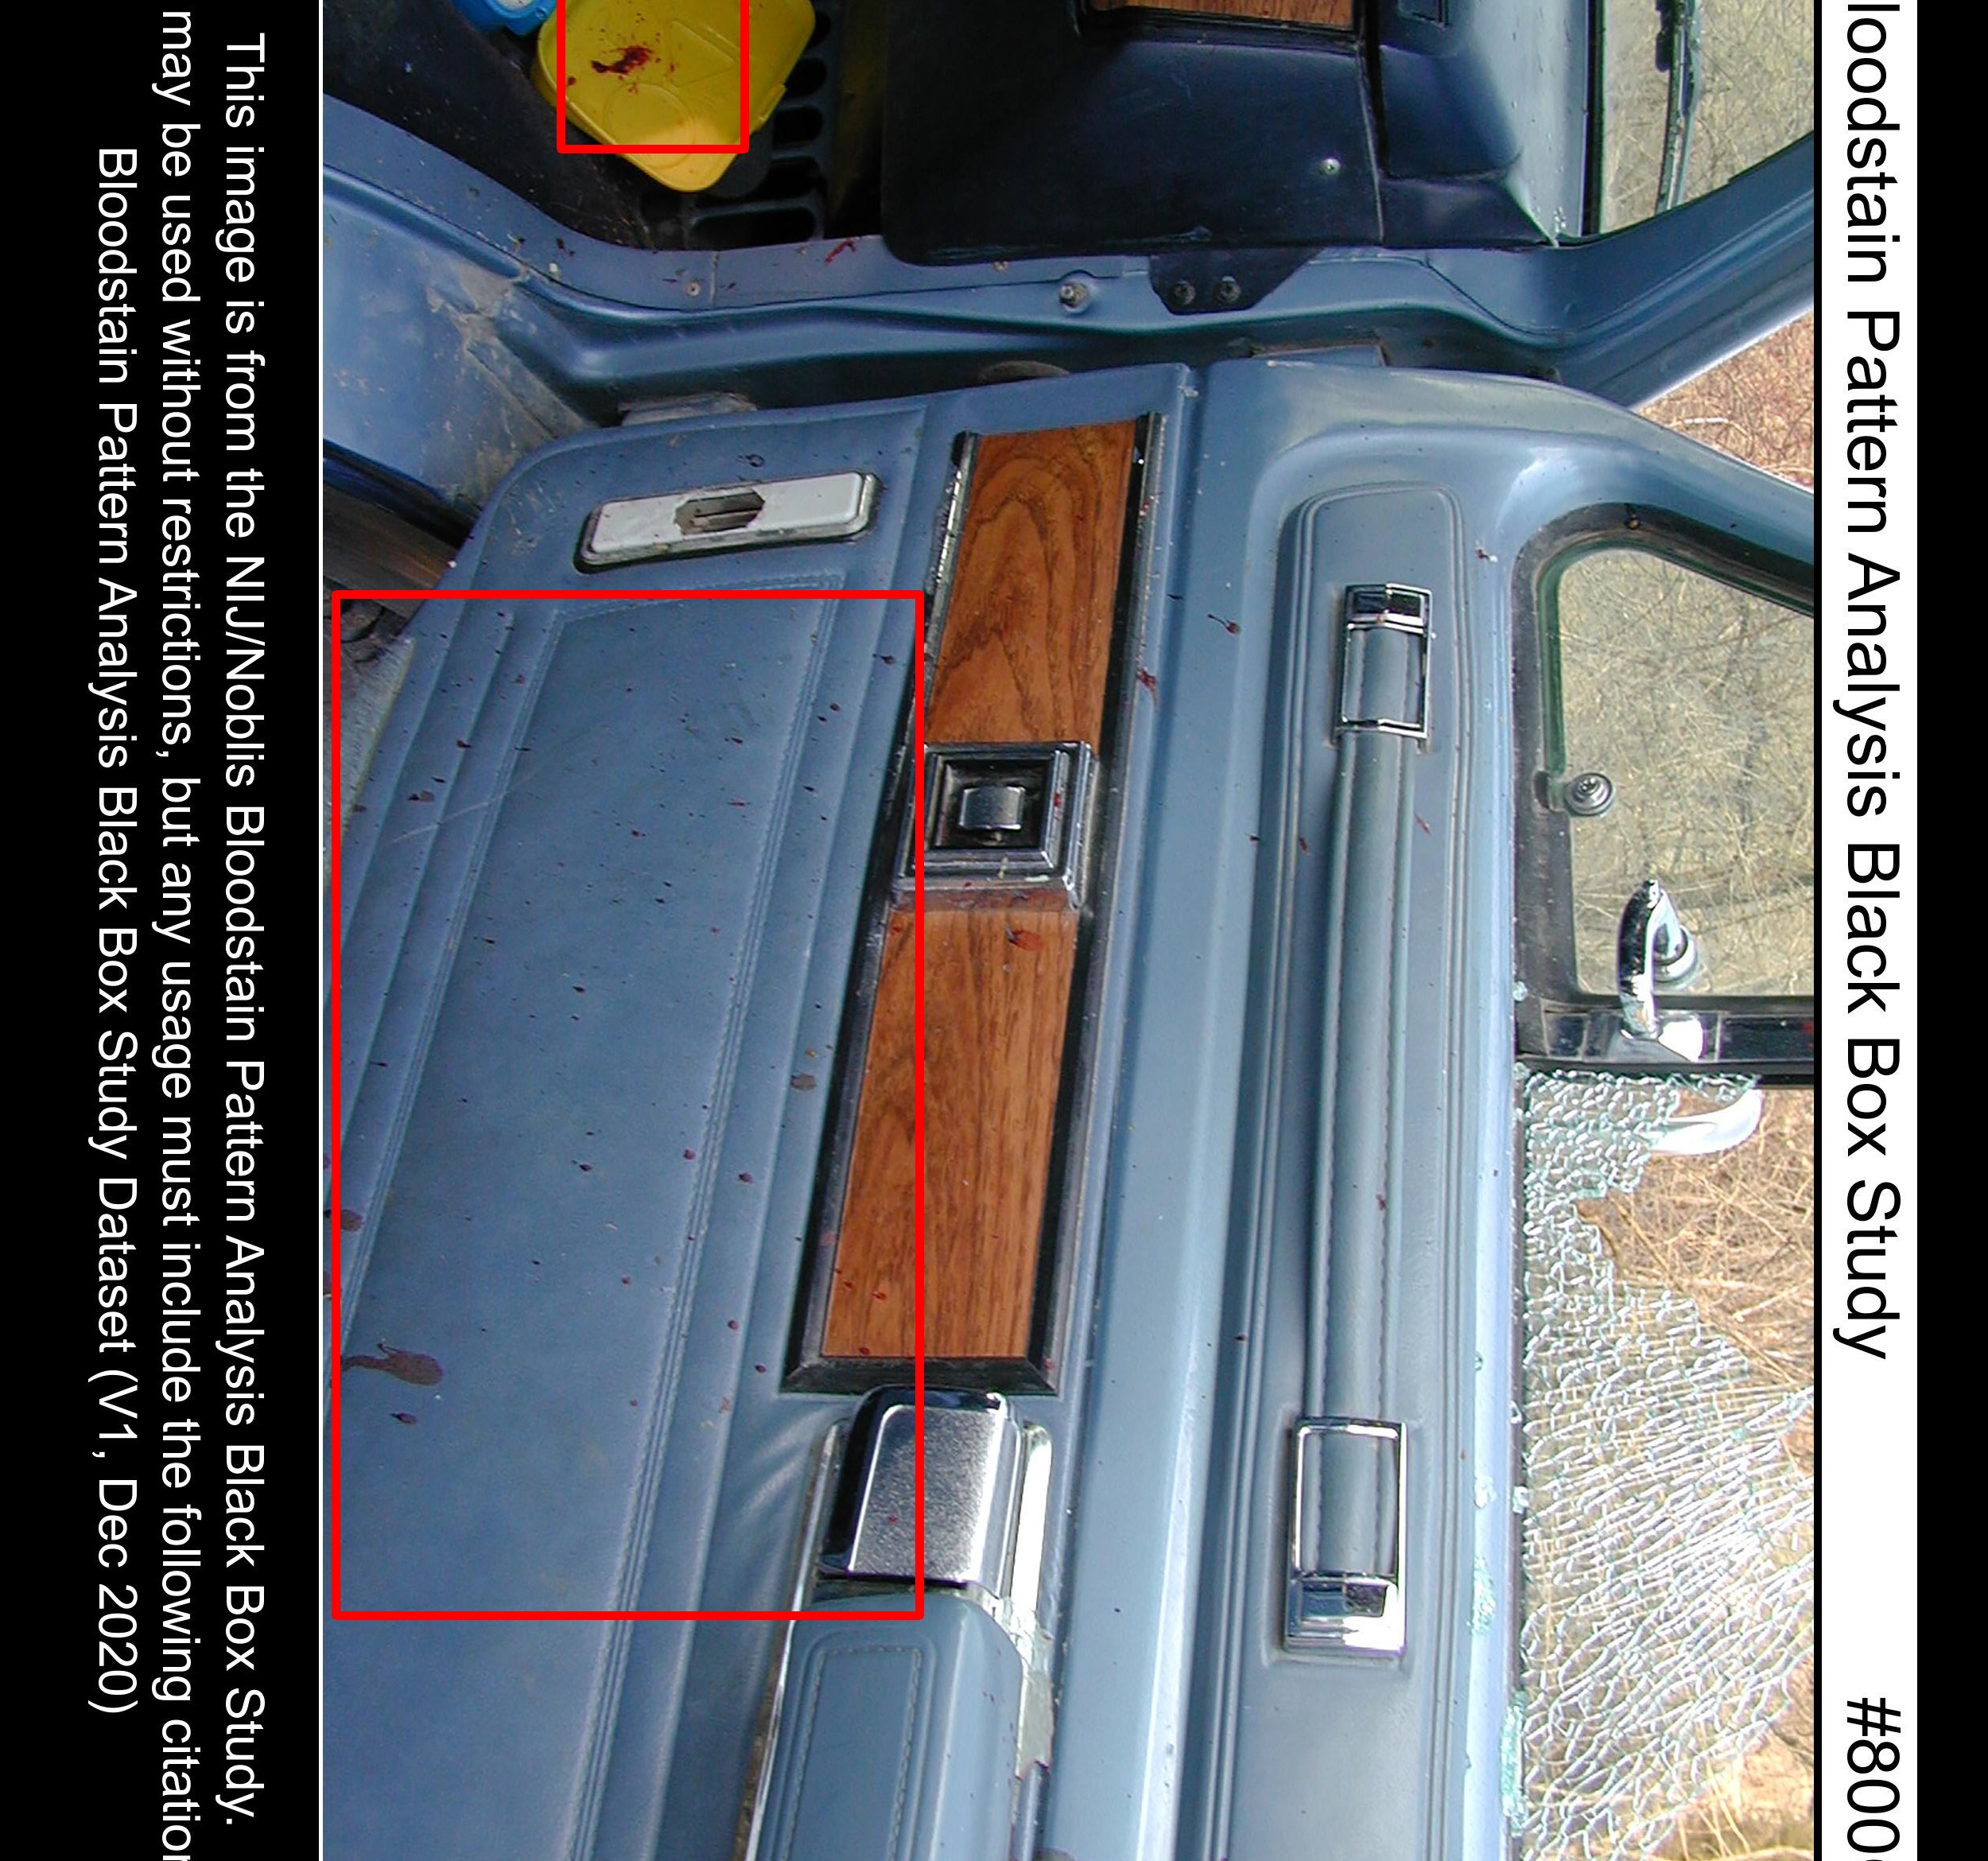 loodstain Pattern Analysis Black Box Study #800
This image is from the NIJ/Noblis Bloodstain Pattern Analysis Black Box Study.
may be used without restrictions, but any usage must include the following citation
Bloodstain Pattern Analysis Black Box Study Dataset (V1, Dec 2020)